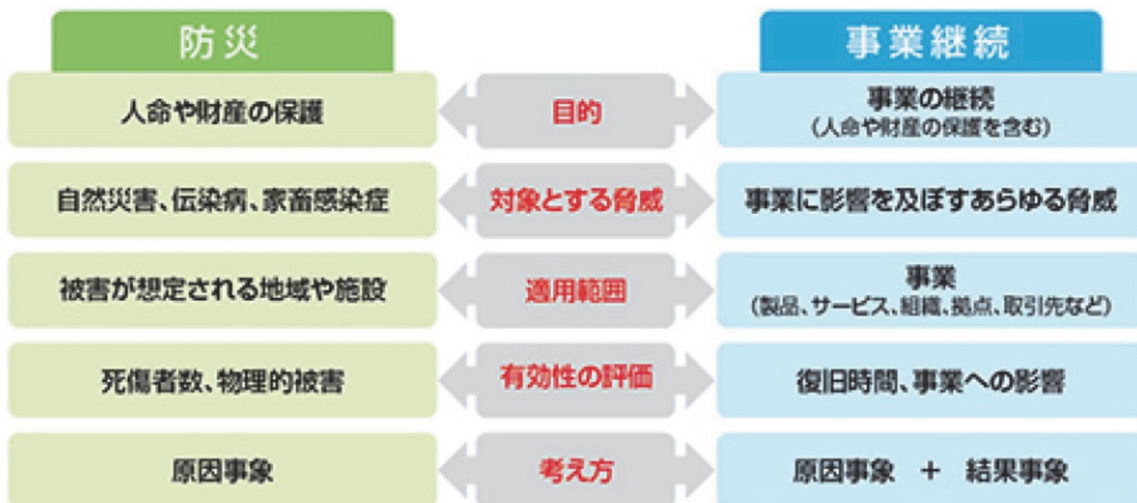 防災
事業継続
人命や財産の保護
目的
事業の継続
(人命や財産の保護を含む)
自然災害、伝染病、家畜感染症
対象とする脅威
事業に影響を及ぼすあらゆる脅威
被害が想定される地域や施設
適用範囲
事業
(製品、サービス、組織、拠点、取引先など)
死傷者数、物理的被害
有効性の評価
復旧時間、事業への影響
原因事象
考え方
原因事象 + 結果事象